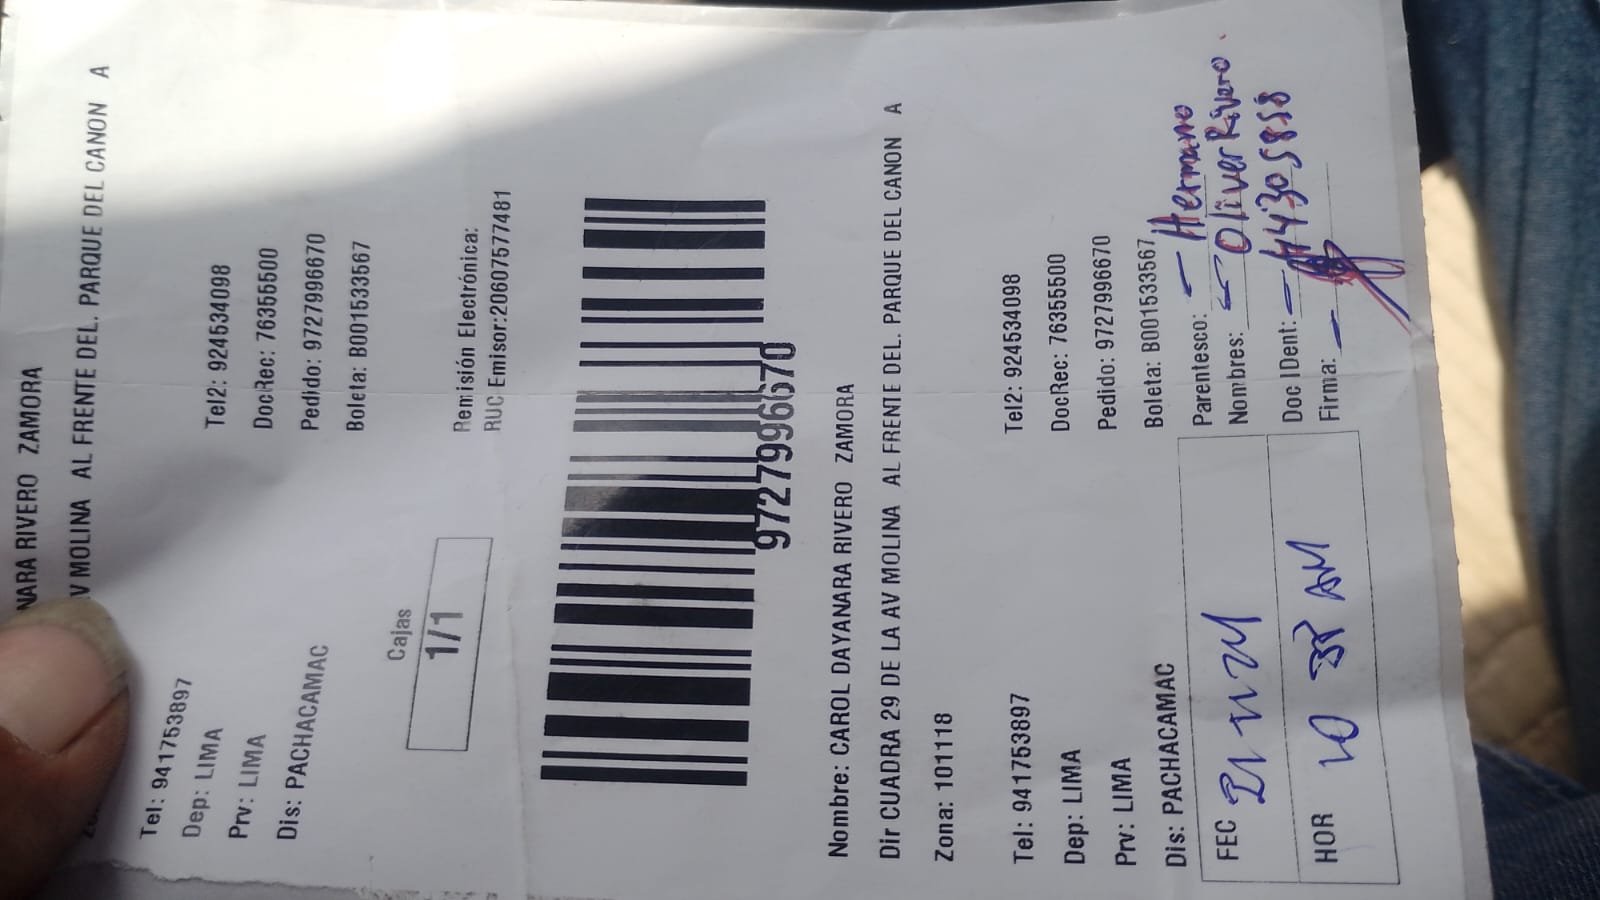 NARA RIVERO ZAMORA
V MOLINA AL FRENTE DEL. PARQUE DEL CANON A
Tel: 941753897 Tel2: 924534098
Dep: LIMA DocRec: 76355500
Prv: LIMA Pedido: 9727996670
Dis: PACHACAMAC Boleta: B001533567
Cajas
1/1
Remisión Electrónica:
RUC Emisor:20607577481
9727996670
Nombre: CAROL DAYANARA RIVERO ZAMORA
Dir CUADRA 29 DE LA AV MOLINA AL FRENTE DEL. PARQUE DEL CANON A
Zona: 101118
Tel: 941753897 Tel2: 924534098
Dep: LIMA DocRec: 76355500
Prv: LIMA Pedido: 9727996670
Dis: PACHACAMAC Boleta: B001533567
FEC
HOR 10 AM
Parentesco: Hermano
Nombres: Oliver Rivero
Doc IDent: 44305858
Firma: